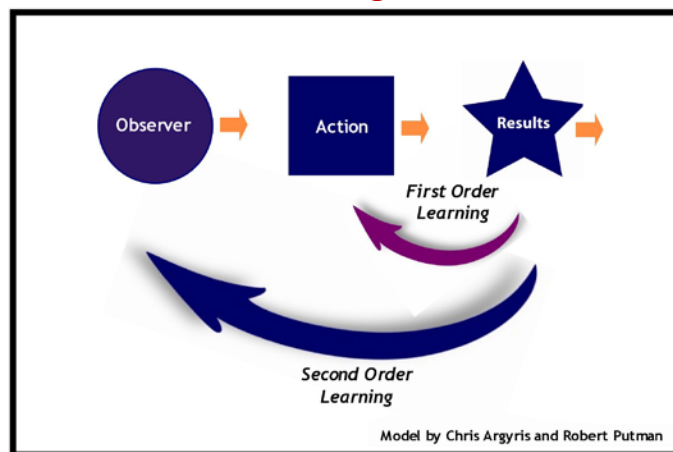 Observer
Action
Results
First Order
Learning
Second Order
Learning
Model by Chris Argyris and Robert Putman